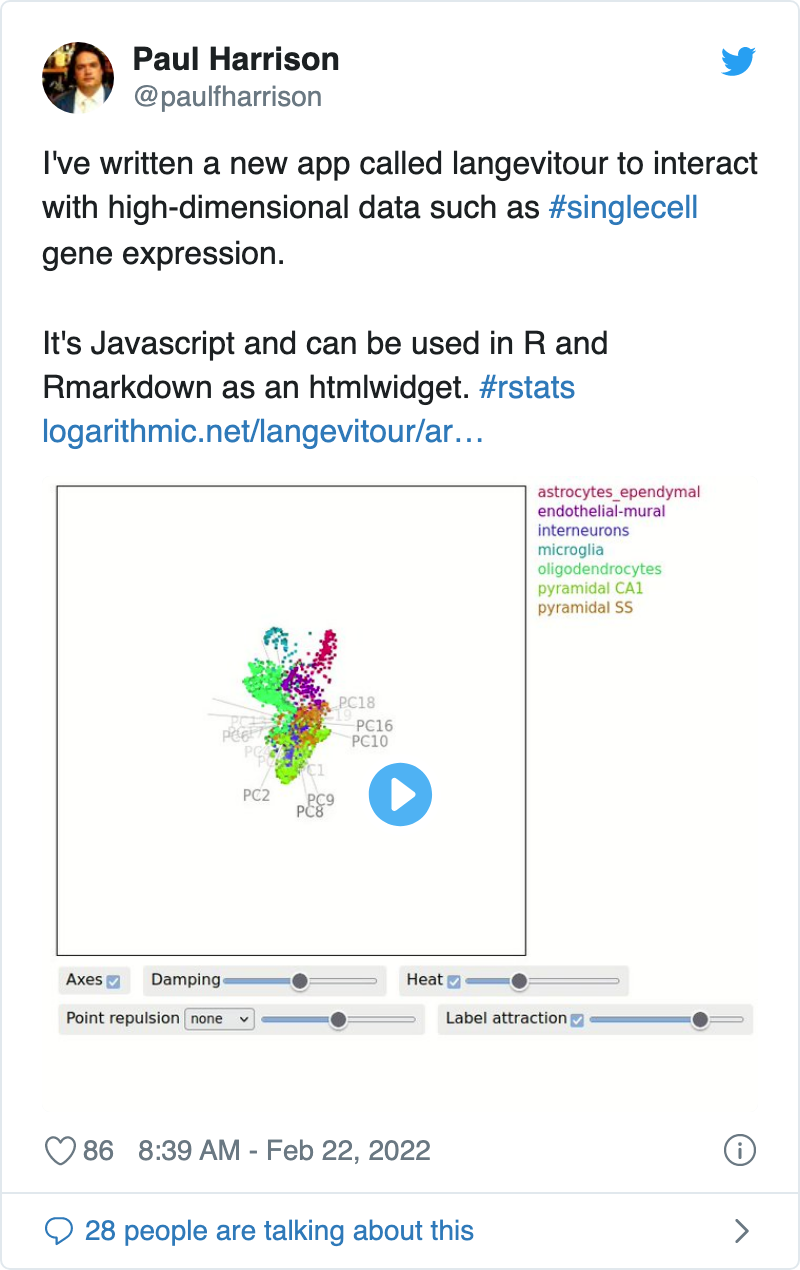 Paul Harrison
@paulfharrison
I've written a new app called langevitour to interact
with high-dimensional data such as #singlecell
gene expression.
It's Javascript and can be used in R and
Rmarkdown as an htmlwidget. #rstats
logarithmic.net/langevitour/ar…
astrocytes_ependymal
endothelial-mural
interneurons
microglia
oligodendrocytes
pyramidal CA1
pyramidal SS
PC18
PC16
PC10
PC2
PC9
PC8
Axes Damping Heat
Point repulsion none Label attraction
86 8:39 AM - Feb 22, 2022
28 people are talking about this